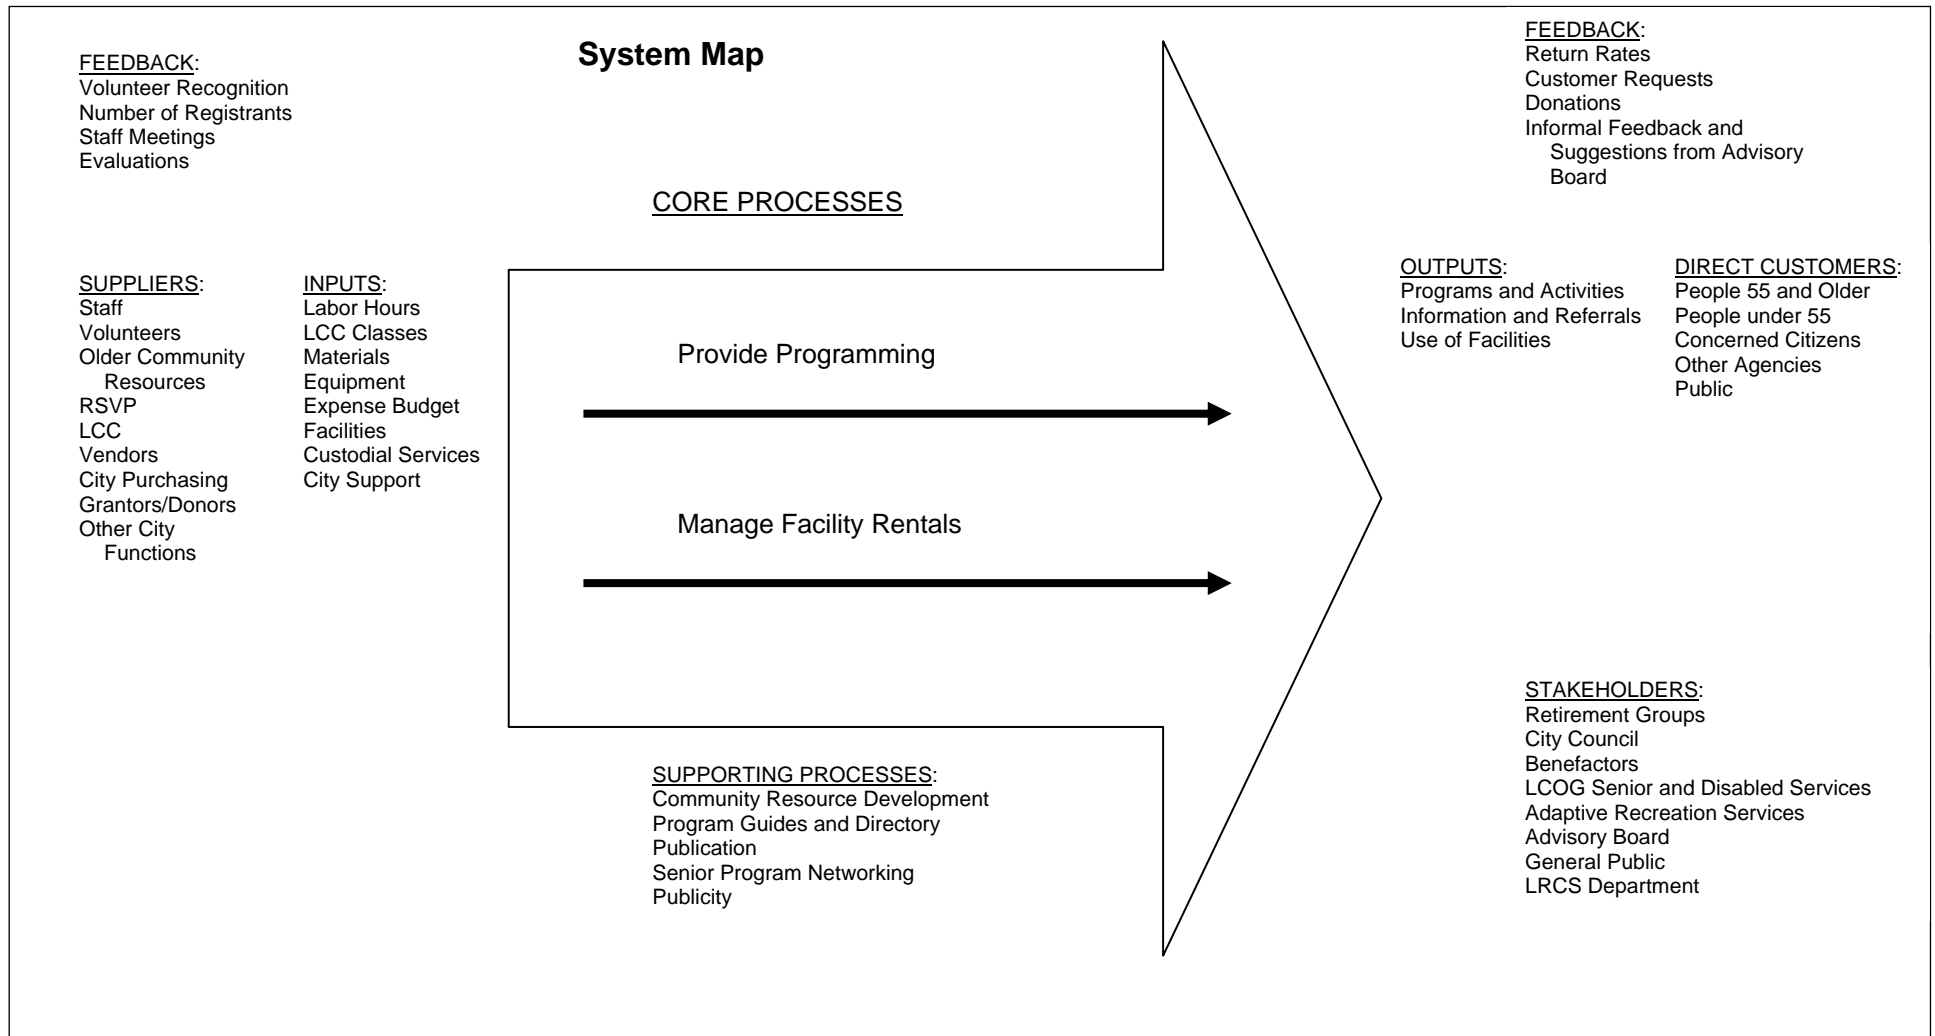 System Map
FEEDBACK:
Volunteer Recognition
Number of Registrants
Staff Meetings
Evaluations
FEEDBACK:
Return Rates
Customer Requests
Donations
Informal Feedback and
Suggestions from Advisory
Board
CORE PROCESSES
SUPPLIERS:
Staff
Volunteers
Older Community
Resources
RSVP
LCC
Vendors
City Purchasing
Grantors/Donors
Other City
Functions
INPUTS:
Labor Hours
LCC Classes
Materials
Equipment
Expense Budget
Facilities
Custodial Services
City Support
Provide Programming
Manage Facility Rentals
OUTPUTS:
Programs and Activities
Information and Referrals
Use of Facilities
DIRECT CUSTOMERS:
People 55 and Older
People under 55
Concerned Citizens
Other Agencies
Public
SUPPORTING PROCESSES:
Community Resource Development
Program Guides and Directory
Publication
Senior Program Networking
Publicity
STAKEHOLDERS:
Retirement Groups
City Council
Benefactors
LCOG Senior and Disabled Services
Adaptive Recreation Services
Advisory Board
General Public
LRCS Department